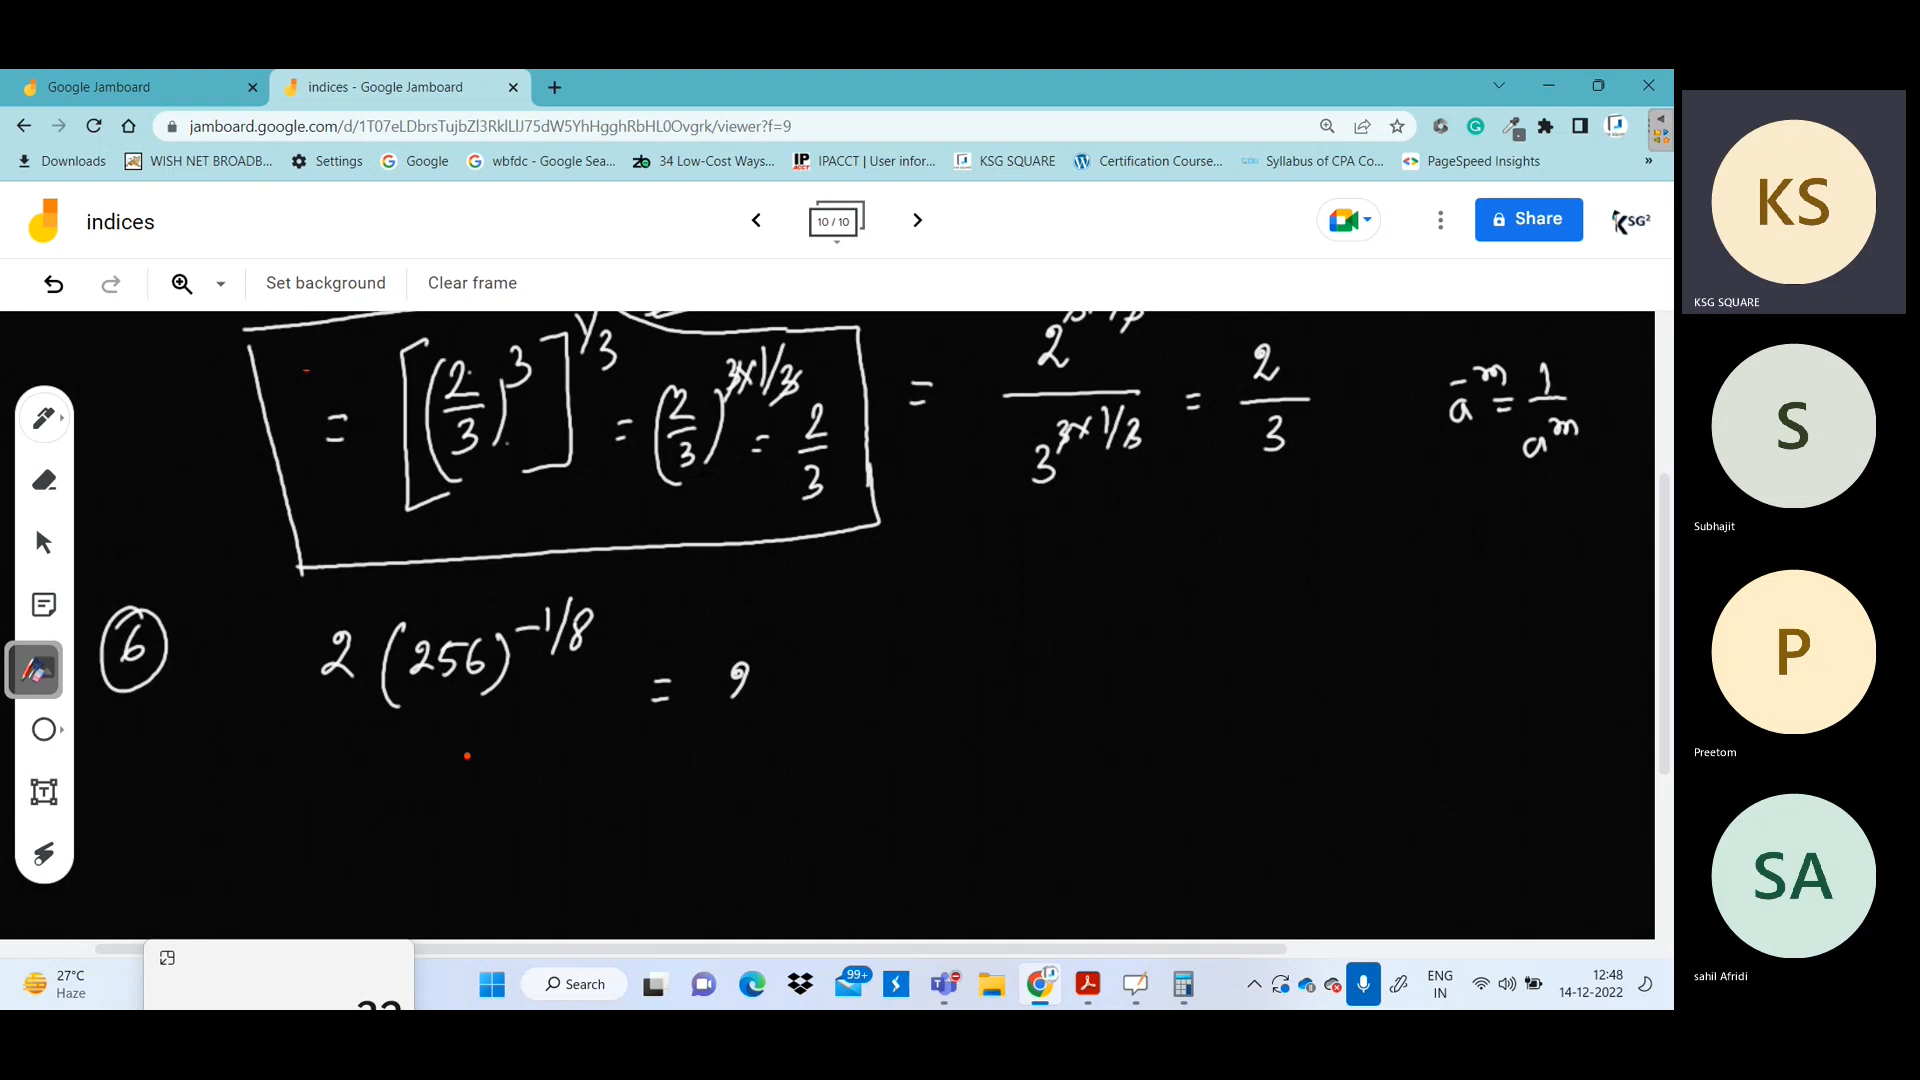 Google Jamboard
indices - Google Jamboard
jamboard.google.com/d/1T07eLDbrsTujbZl3RklLlJ75dW5YhHgghRbHL0Ovgrk/viewer?f=9
Downloads WISH NET BROADB... Settings Google wbfdc - Google Sea... 34 Low-Cost Ways... IPACCT | User infor... KSG SQUARE Certification Course... Syllabus of CPA Co... PageSpeed Insights »
indices 10 / 10 Share KSG²
Set background Clear frame
= [(2/3)^3]^1/3 = (2/3)^3×1/3 = 2/3
= 2 / 3^3×1/3 = 2/3
a^-m = 1/a^m
6 2 (256)^-1/8 = ?
KS
KSG SQUARE
S
Subhajit
P
Preetom
SA
sahil Afridi
27°C
Haze
Search
99+
ENG
IN
12:48
14-12-2022